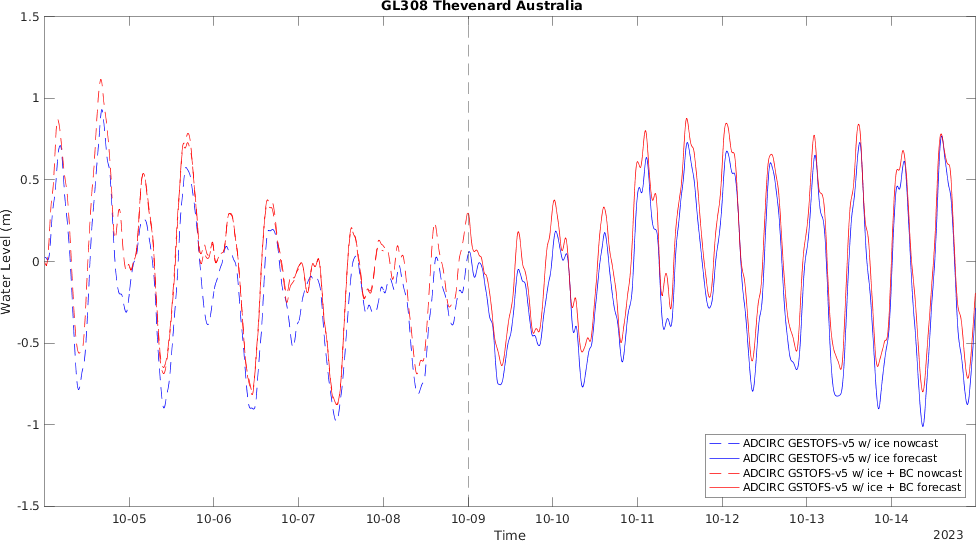 GL308 Thevenard Australia
1.5
1
0.5
0
-0.5
-1
-1.5
Water Level (m)
10-05 10-06 10-07 10-08 10-09 10-10 10-11 10-12 10-13 10-14
Time
2023
ADCIRC GESTOFS-v5 w/ ice nowcast
ADCIRC GESTOFS-v5 w/ ice forecast
ADCIRC GSTOFS-v5 w/ ice + BC nowcast
ADCIRC GSTOFS-v5 w/ ice + BC forecast